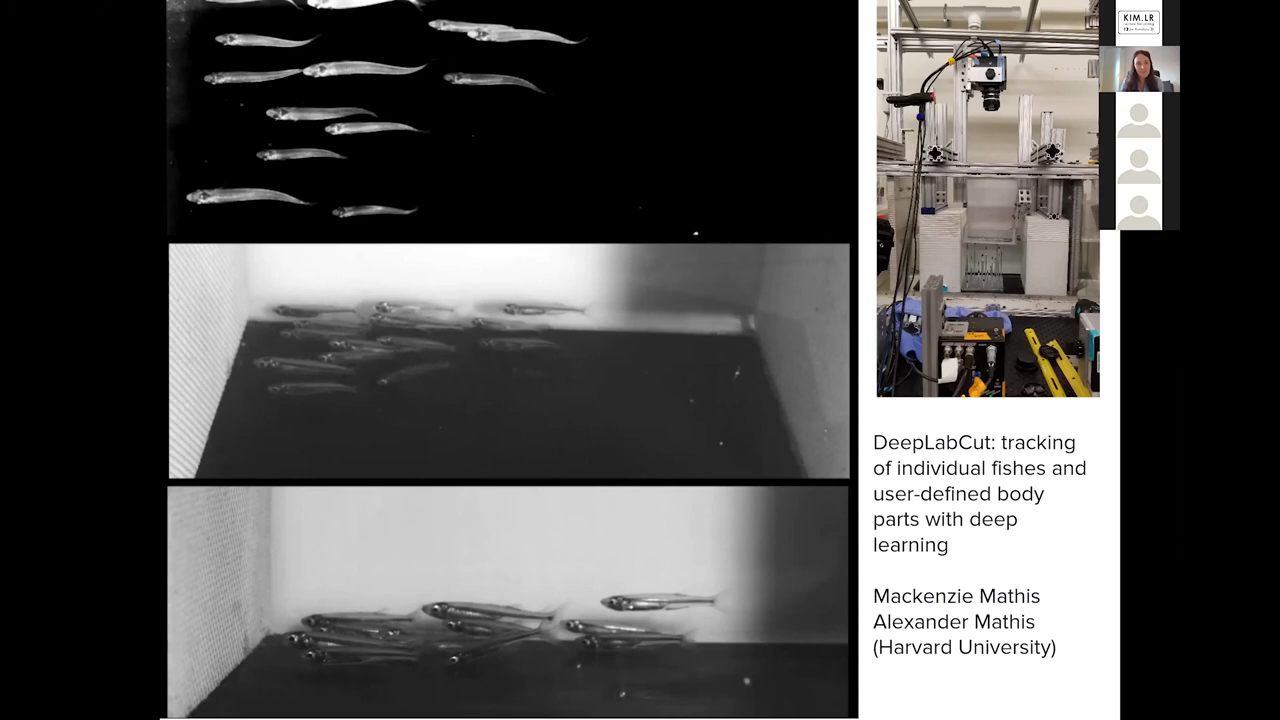 KIM.LR
DeepLabCut: tracking
of individual fishes and
user-defined body
parts with deep
learning
Mackenzie Mathis
Alexander Mathis
(Harvard University)